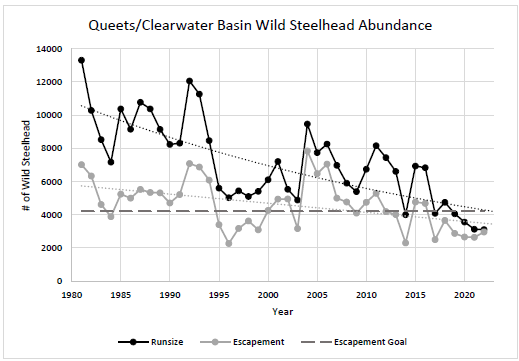 Queets/Clearwater Basin Wild Steelhead Abundance
14000
12000
10000
8000
6000
4000
2000
0
# of Wild Steelhead
1980 1985 1990 1995 2000 2005 2010 2015 2020
Year
Runsize Escapement Escapement Goal